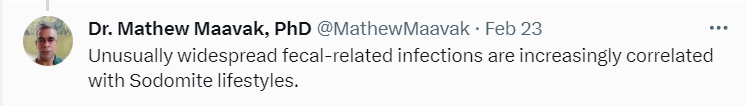 Dr. Mathew Maavak, PhD @MathewMaavak · Feb 23
Unusually widespread fecal-related infections are increasingly correlated
with Sodomite lifestyles.